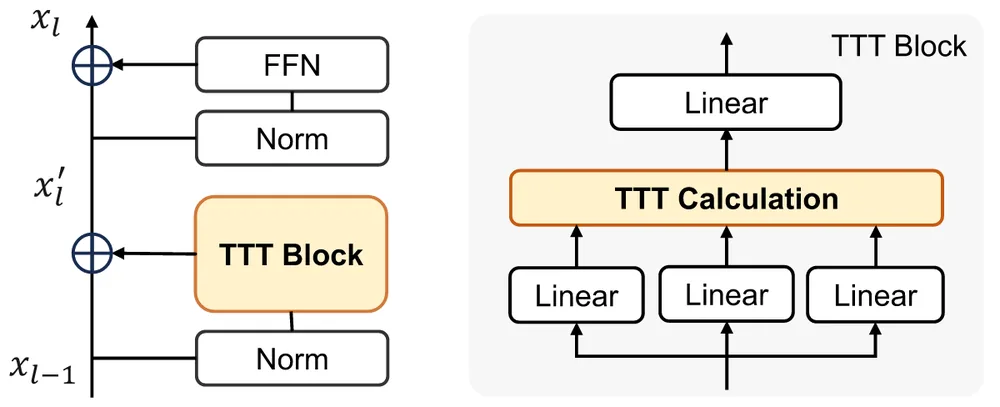 x_l
FFN
Norm
x'_l
TTT Block
Norm
x_{l-1}
TTT Block
Linear
TTT Calculation
Linear Linear Linear